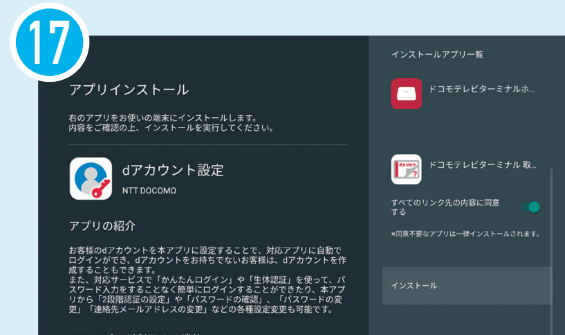 17
アプリインストール
右のアプリをお使いの端末にインストールします。
内容をご確認の上、インストールを実行してください。
dアカウント設定
NTT DOCOMO
アプリの紹介
お客様のdアカウントを本アプリに設定することで、対応アプリに自動で
ログインができ、dアカウントをお持ちでないお客様は、dアカウントを作
成することもできます。
また、対応サービスで「かんたんログイン」や「生体認証」を使って、パ
スワード入力をすることなく簡単にログインすることができたり、本アプ
リから「2段階認証の設定」や「パスワードの確認」、「パスワードの変
更」「連絡先メールアドレスの変更」などの各種設定変更も可能です。
インストールアプリ一覧
ドコモテレビターミナルホ...
ドコモテレビターミナル 取...
すべてのリンク先の内容に同意
する
*同意不要なアプリは一律インストールされます。
インストール